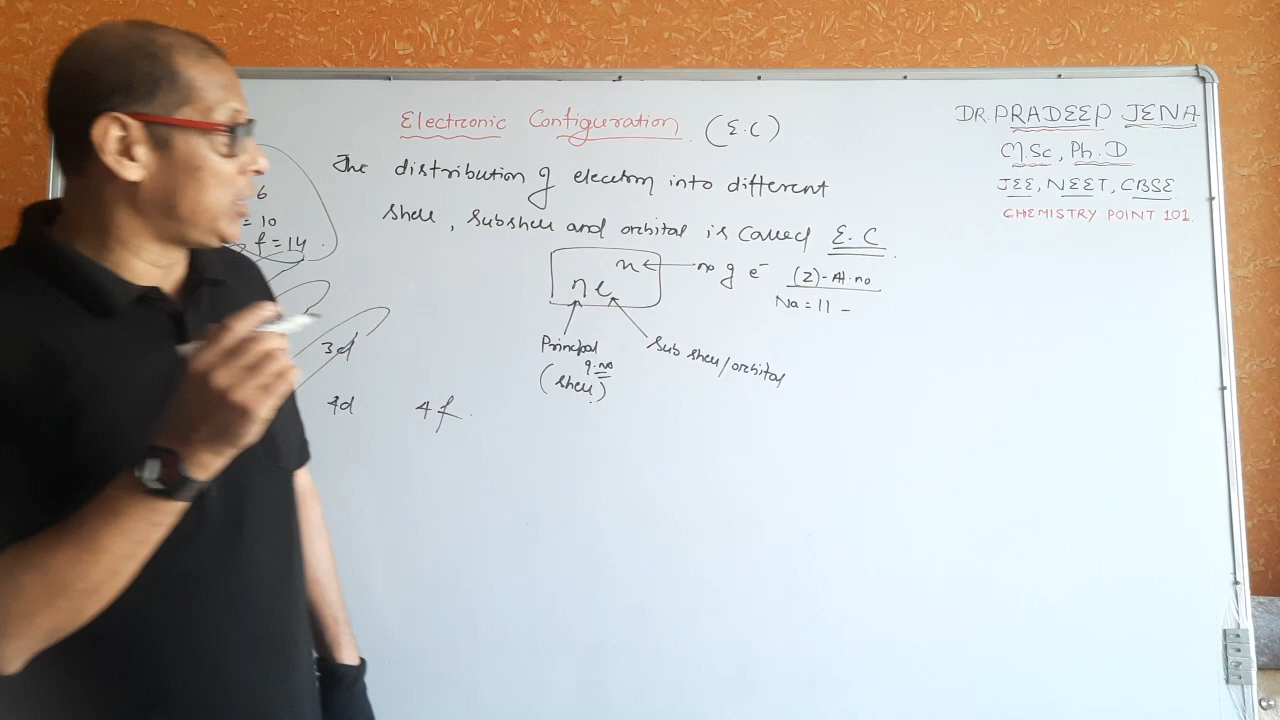 Electronic Configuration. (E.C)
The distribution of electron into different
shell, subshell and orbital is called E.C.
DR. PRADEEP JENA
M.Sc, Ph.D
JEE, NEET, CBSE
CHEMISTRY POINT 101.
6
= 10
f = 14.
3d
4d 4f.
n ← no of e⁻
nl
(Z) - At. no
Na = 11 -
Principal
q. no
(shell)
Sub shell/orbital